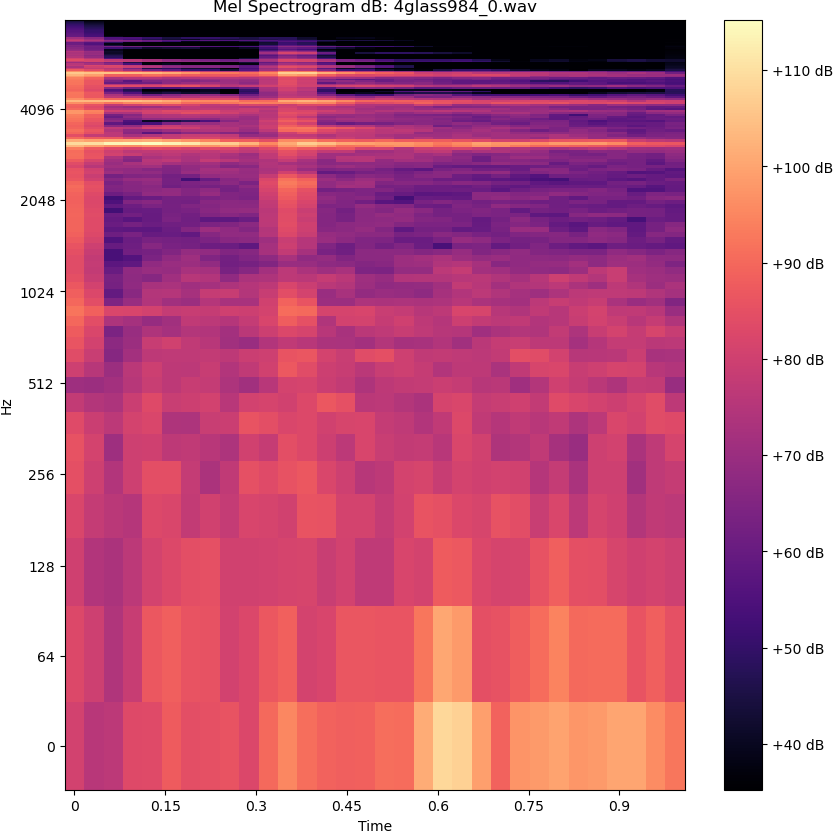 Mel Spectrogram dB: 4glass984_0.wav
+110 dB
4096
+100 dB
2048
+90 dB
1024
+80 dB
512
Hz
+70 dB
256
+60 dB
128
64
+50 dB
0
+40 dB
0 0.15 0.3 0.45 0.6 0.75 0.9
Time